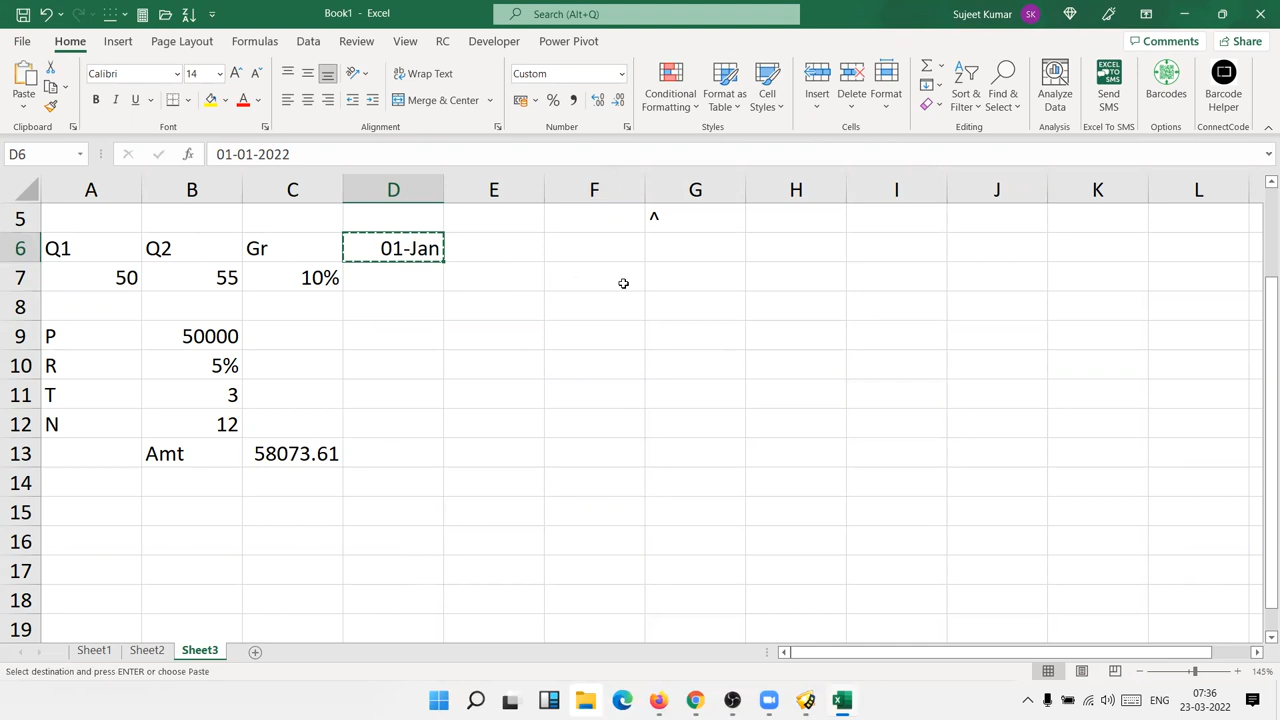 Book1 - Excel
Search (Alt+Q)
Sujeet Kumar
SK
File Home Insert Page Layout Formulas Data Review View RC Developer Power Pivot
Comments
Share
Paste
Calibri
14
B I U
A
Wrap Text
Merge & Center
Custom
%
Conditional Formatting
Format as Table
Cell Styles
Insert
Delete
Format
Sort & Filter
Find & Select
Analyze Data
Send SMS
Barcodes
Barcode Helper
Clipboard
Font
Alignment
Number
Styles
Cells
Editing
Analysis
Excel To SMS
Options
ConnectCode
D6
fx
01-01-2022
A B C D E F G H I J K L
5 ^
6 Q1 Q2 Gr 01-Jan
7 50 55 10%
8
9 P 50000
10 R 5%
11 T 3
12 N 12
13 Amt 58073.61
14
15
16
17
18
19
Sheet1 Sheet2 Sheet3
Select destination and press ENTER or choose Paste
145%
ENG
07:36
23-03-2022